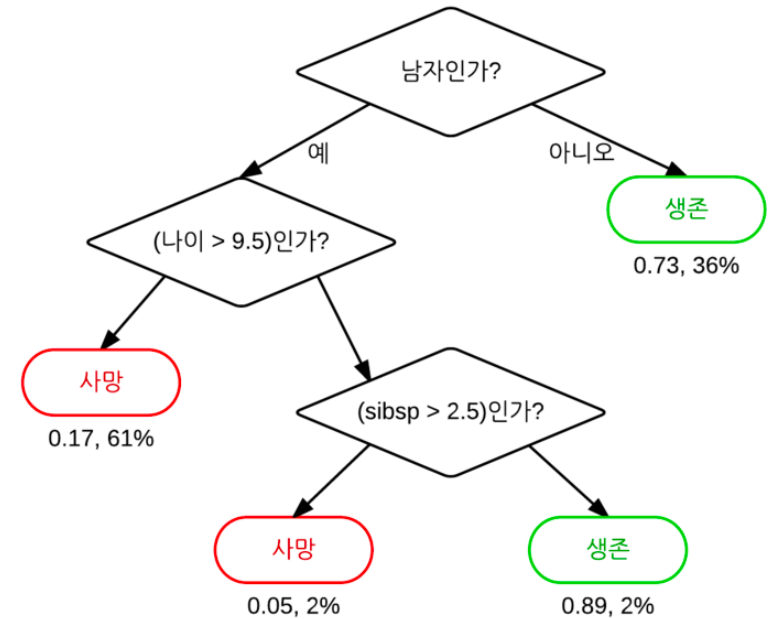 남자인가?
예
아니오
생존
0.73, 36%
(나이 > 9.5)인가?
사망
0.17, 61%
(sibsp > 2.5)인가?
사망
0.05, 2%
생존
0.89, 2%